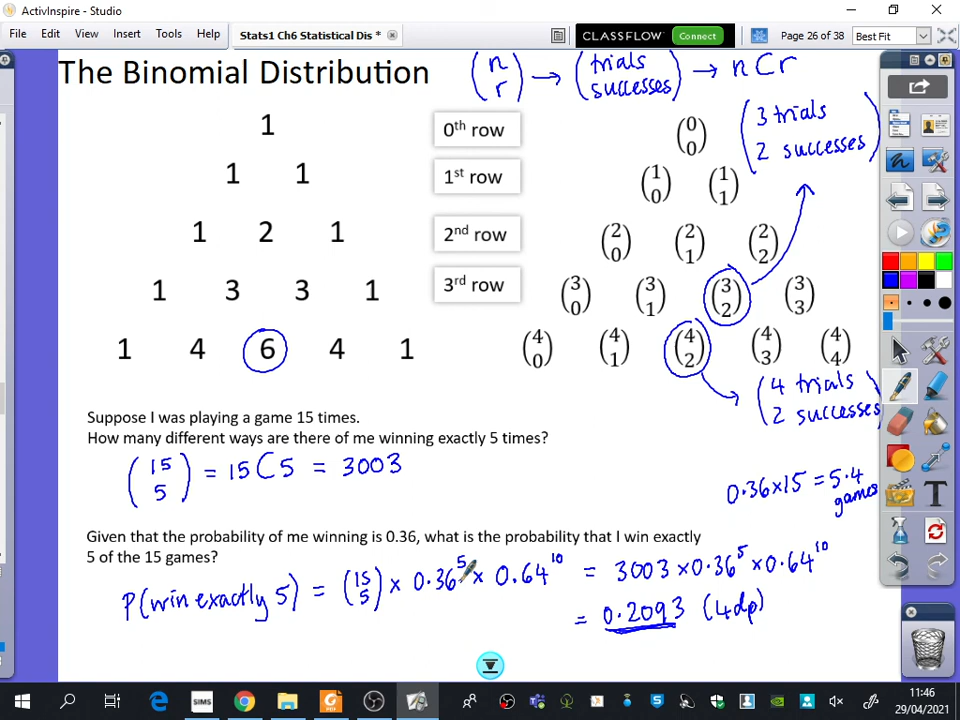 ActivInspire - Studio
File Edit View Insert Tools Help Stats1 Ch6 Statistical Dis * CLASSFLOW Connect Page 26 of 38 Best Fit
The Binomial Distribution
(n r) → (trials successes) → nCr
1 0th row (0 0)
(3 trials 2 successes)
1 1 1st row (1 0) (1 1)
1 2 1 2nd row (2 0) (2 1) (2 2)
1 3 3 1 3rd row (3 0) (3 1) (3 2) (3 3)
1 4 6 4 1 (4 0) (4 1) (4 2) (4 3) (4 4)
(4 trials 2 successes)
Suppose I was playing a game 15 times.
How many different ways are there of me winning exactly 5 times?
(15 5) = 15C5 = 3003
0.36×15 = 5.4 games
Given that the probability of me winning is 0.36, what is the probability that I win exactly
5 of the 15 games?
P(win exactly 5) = (15 5) × 0.36^5 × 0.64^10 = 3003 × 0.36^5 × 0.64^10
= 0.2093 (4dp)
SIMS
PDF
11:46
29/04/2021